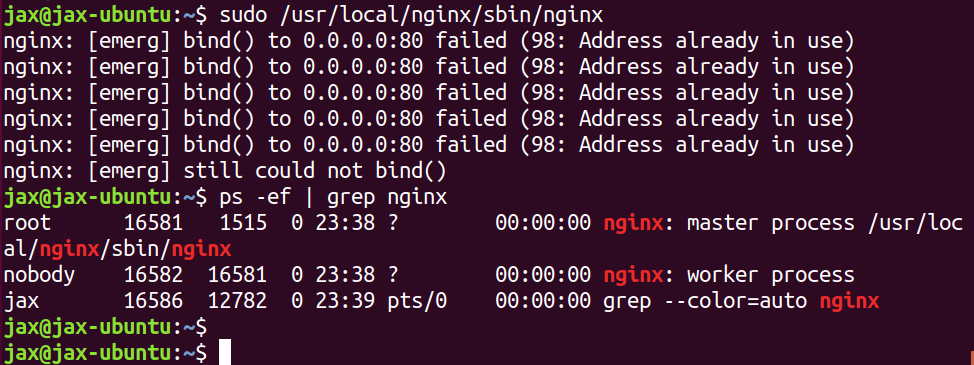 jax@jax-ubuntu:~$ sudo /usr/local/nginx/sbin/nginx
nginx: [emerg] bind() to 0.0.0.0:80 failed (98: Address already in use)
nginx: [emerg] bind() to 0.0.0.0:80 failed (98: Address already in use)
nginx: [emerg] bind() to 0.0.0.0:80 failed (98: Address already in use)
nginx: [emerg] bind() to 0.0.0.0:80 failed (98: Address already in use)
nginx: [emerg] bind() to 0.0.0.0:80 failed (98: Address already in use)
nginx: [emerg] still could not bind()
jax@jax-ubuntu:~$ ps -ef | grep nginx
root      16581   1515  0 23:38 ?        00:00:00 nginx: master process /usr/loc
al/nginx/sbin/nginx
nobody    16582  16581  0 23:38 ?        00:00:00 nginx: worker process
jax       16586  12782  0 23:39 pts/0    00:00:00 grep --color=auto nginx
jax@jax-ubuntu:~$
jax@jax-ubuntu:~$